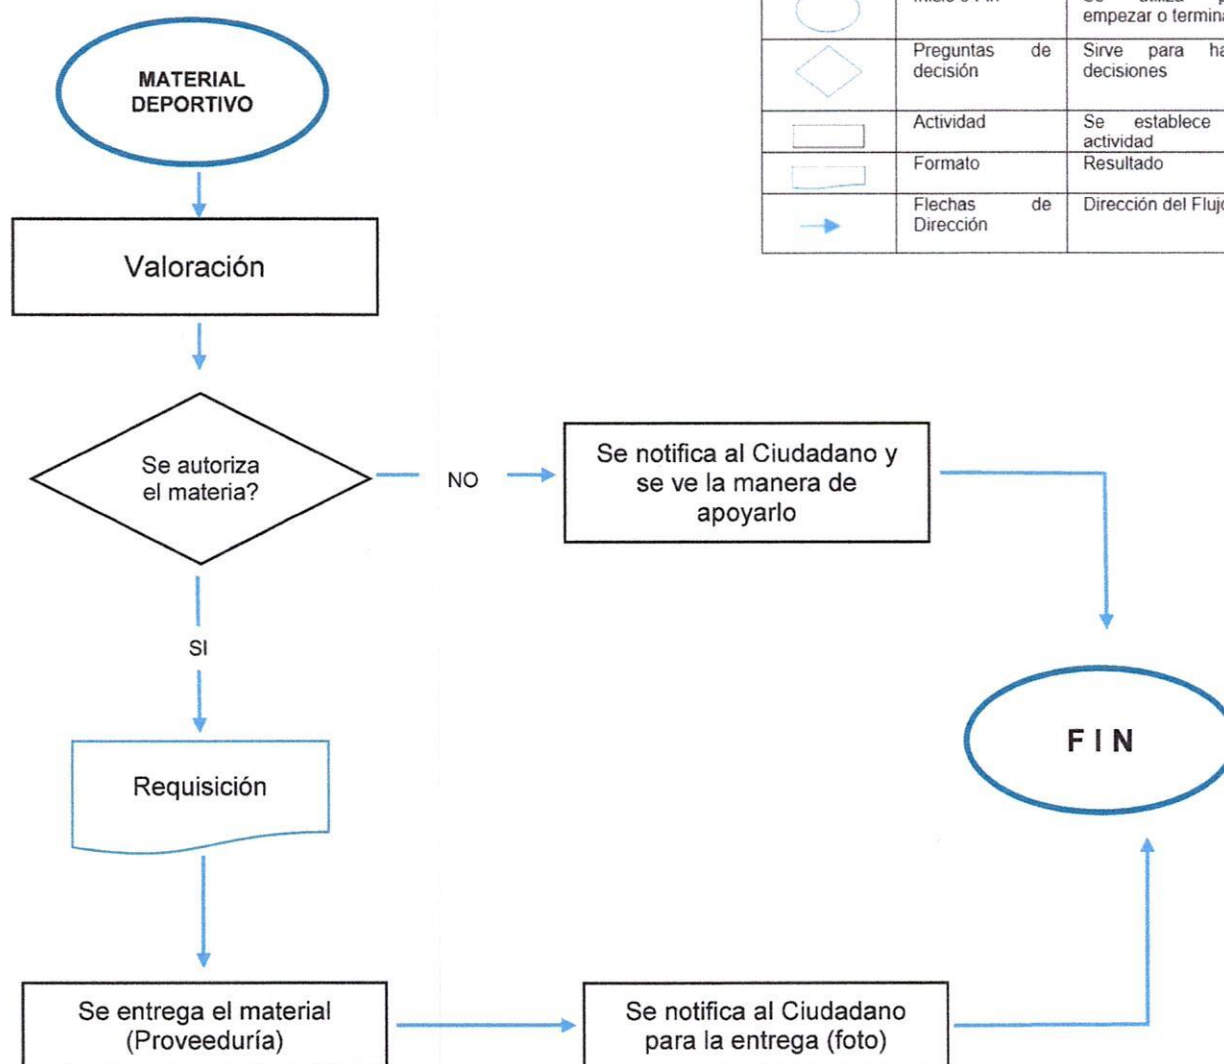 MATERIAL
DEPORTIVO
Valoración
Se autoriza
el materia?
NO
Se notifica al Ciudadano y
se ve la manera de
apoyarlo
SI
Requisición
Se entrega el material
(Proveeduría)
Se notifica al Ciudadano
para la entrega (foto)
F I N
empezar o
Preguntas de
decisión
Sirve para
decisiones
Actividad
Se establece
actividad
Formato
Resultado
Flechas de
Dirección
Dirección del